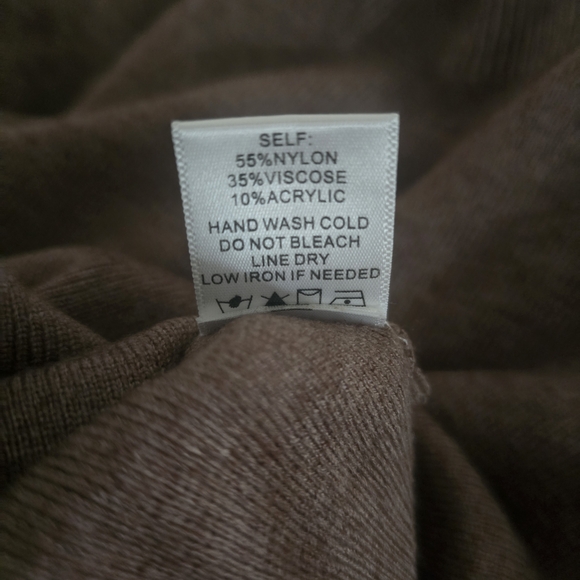 SELF:
55%NYLON
35%VISCOSE
10%ACRYLIC
HAND WASH COLD
DO NOT BLEACH
LINE DRY
LOW IRON IF NEEDED